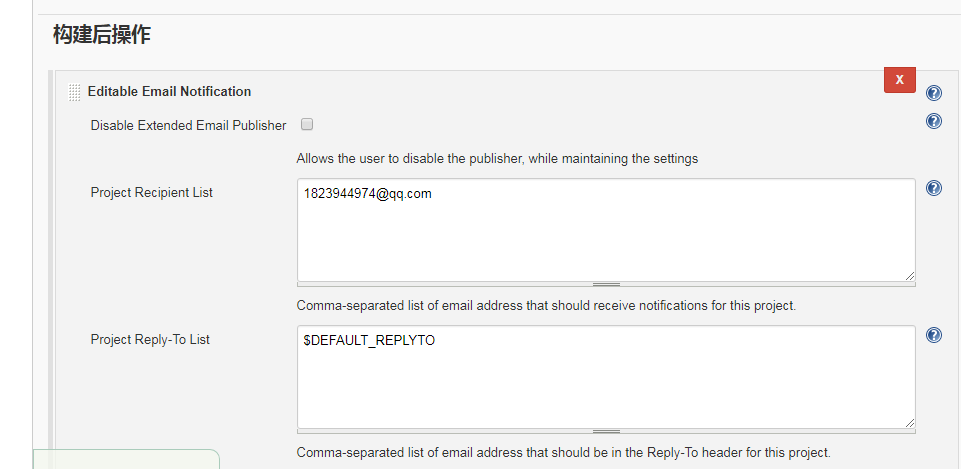 构建后操作
Editable Email Notification
X
Disable Extended Email Publisher
Allows the user to disable the publisher, while maintaining the settings
Project Recipient List
1823944974@qq.com
Comma-separated list of email address that should receive notifications for this project.
Project Reply-To List
$DEFAULT_REPLYTO
Comma-separated list of email address that should be in the Reply-To header for this project.